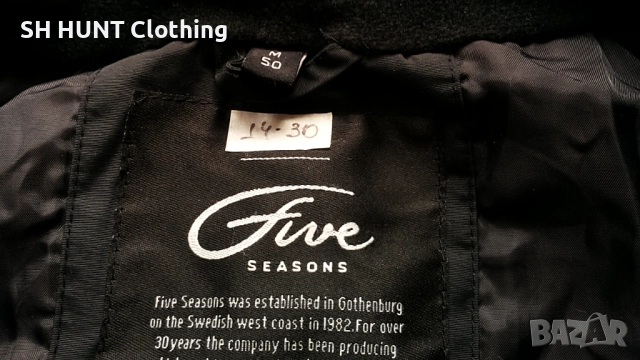 SH HUNT Clothing
M
50
14-30
Five
SEASONS
Five Seasons was established in Gothenburg
on the Swedish west coast in 1982.For over
30years the company has been producing
BAZAR